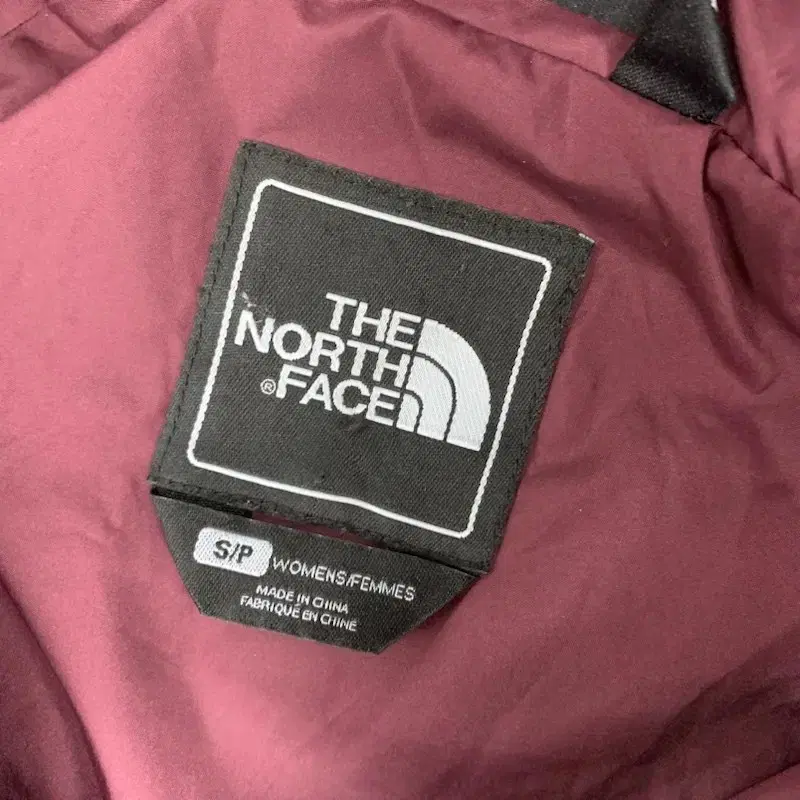 THE
NORTH
®FACE
S/P WOMENS/FEMMES
MADE IN CHINA
FABRIQUÉ EN CHINE